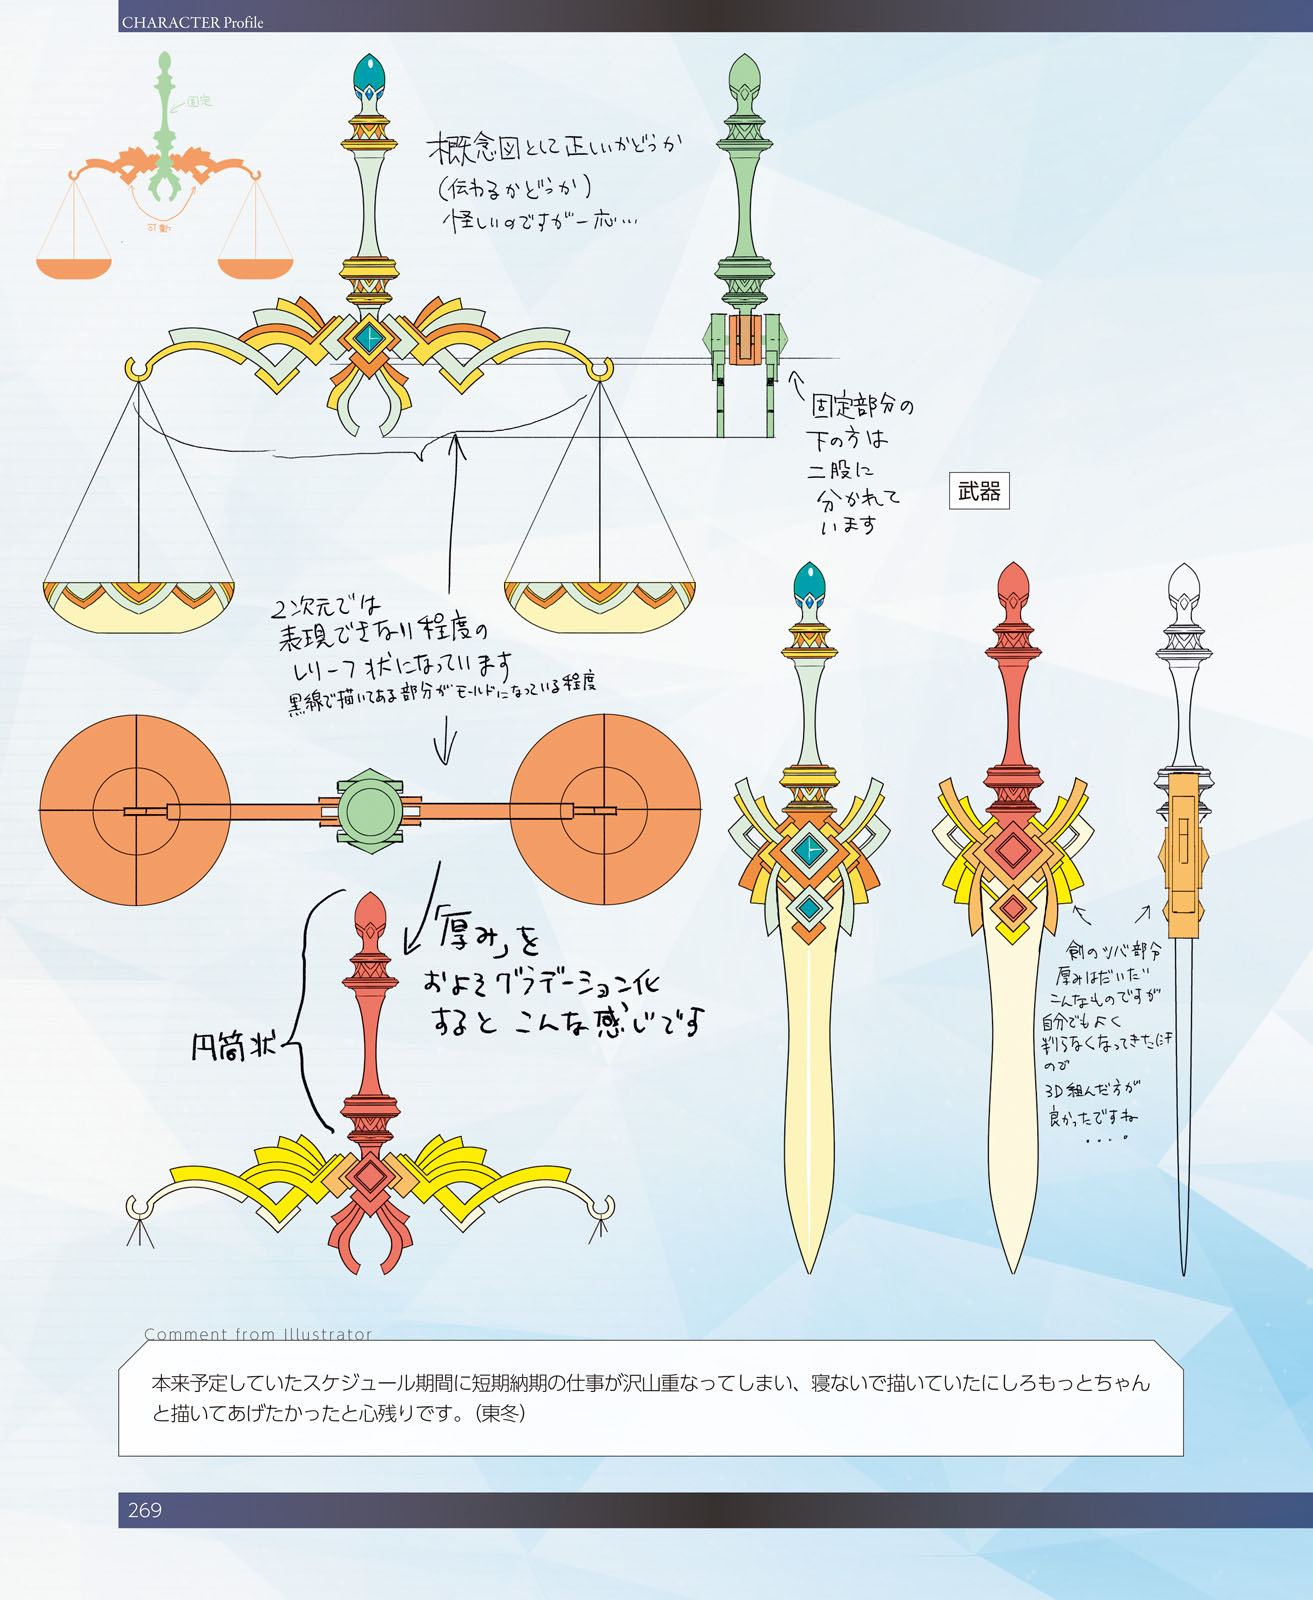 CHARACTER Profile
固定
可動
概念図として正しいかどうか
(伝わるかどうか)
怪しいのですが一応…
固定部分の
下の方は
二股に
分かれて
います
武器
2次元では
表現できない程度の
レリーフ状になっています
黒線で描いてある部分がモールドになっている程度
「厚み」を
およそグラデーション化
すると こんな感じです
円筒状
剣のツバ部分
厚みはだいたい
こんなものですが
自分でもよく
判らなくなってきた
ので
3D組んだ方が
良かったですね
・・・。
Comment from Illustrator
本来予定していたスケジュール期間に短期納期の仕事が沢山重なってしまい、寝ないで描いていたにしろもっとちゃん
と描いてあげたかったと心残りです。（東冬）
269